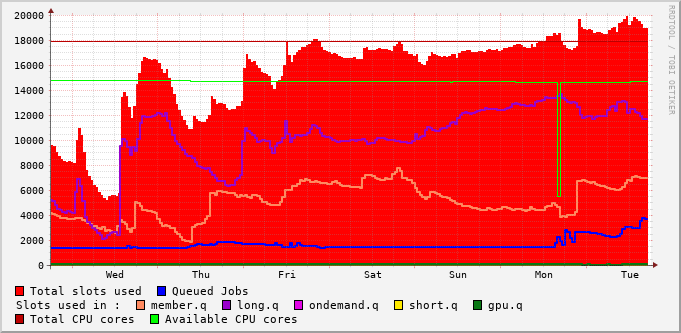 20000
18000
16000
14000
12000
10000
8000
6000
4000
2000
0
Wed Thu Fri Sat Sun Mon Tue
RRDTOOL / TOBI OETIKER
Total slots used Queued Jobs
Slots used in : member.q long.q ondemand.q short.q gpu.q
Total CPU cores Available CPU cores